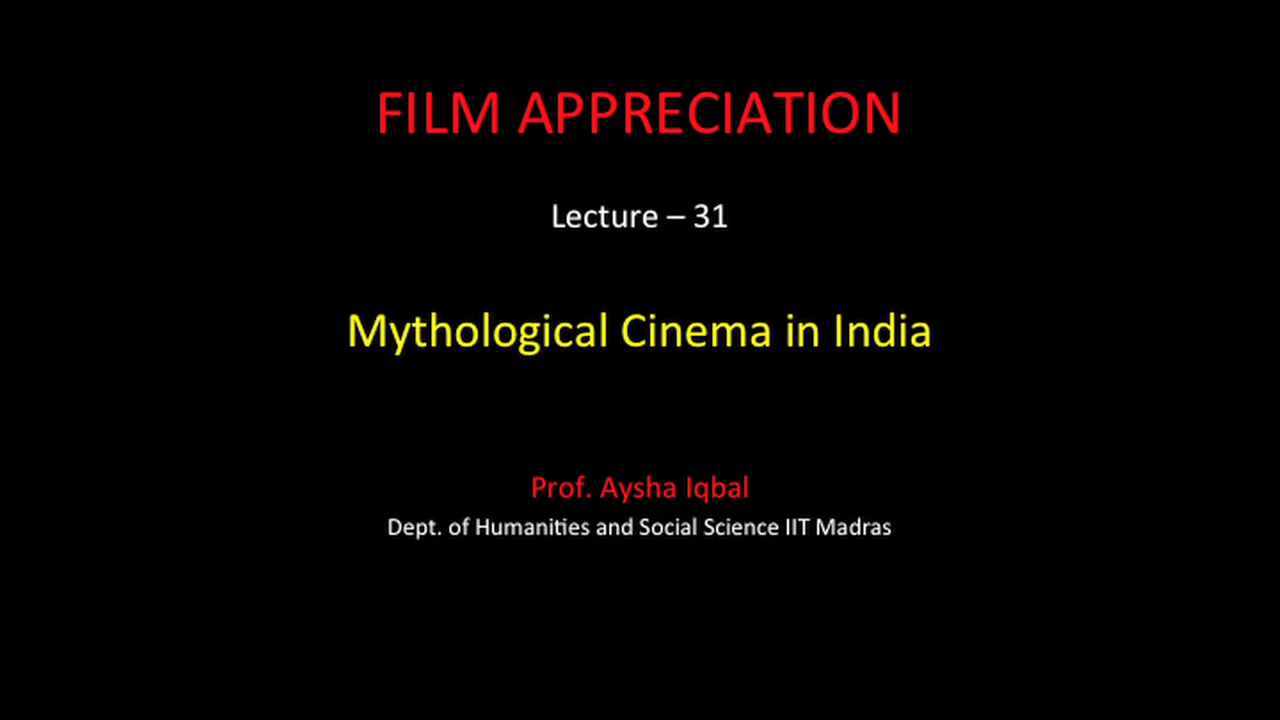 FILM APPRECIATION
Lecture – 31
Mythological Cinema in India
Prof. Aysha Iqbal
Dept. of Humanities and Social Science IIT Madras